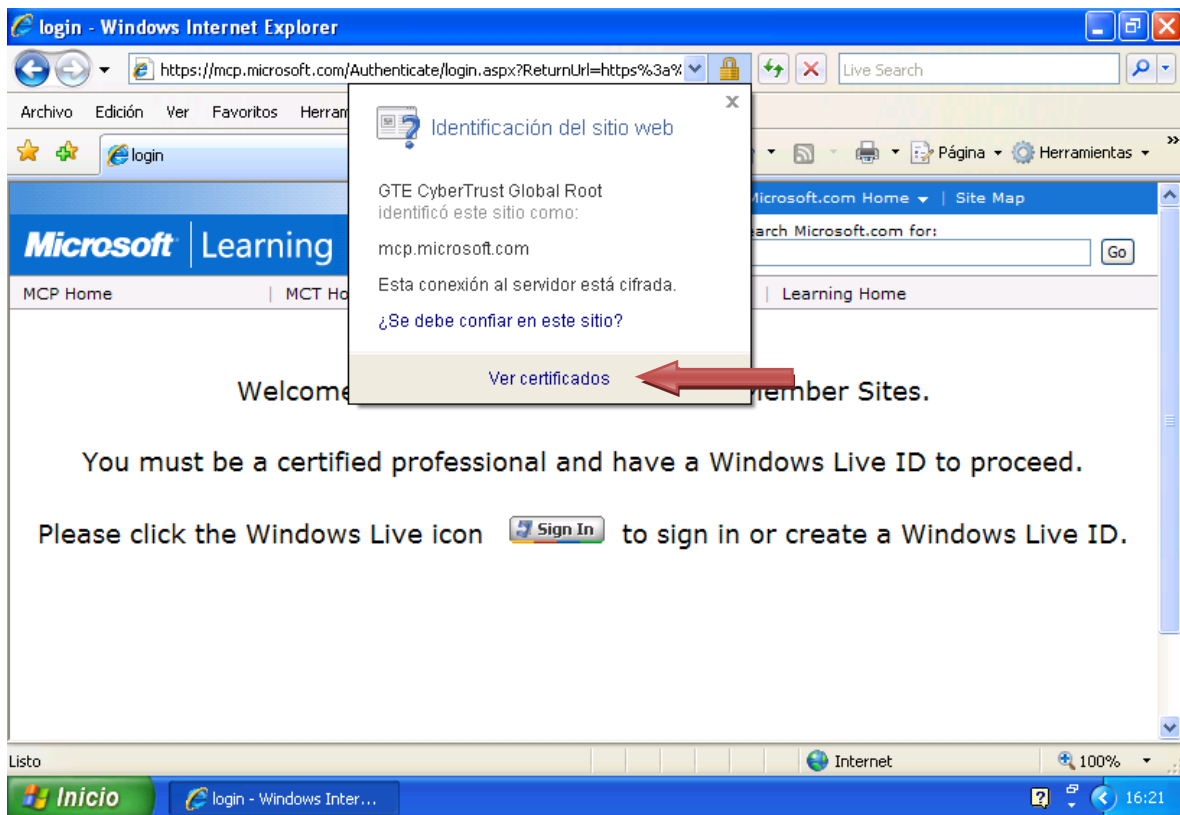 login - Windows Internet Explorer
https://mcp.microsoft.com/Authenticate/login.aspx?ReturnUrl=https%3a%
Live Search
Archivo Edición Ver Favoritos Herram
login
Página
Herramientas
Identificación del sitio web
GTE CyberTrust Global Root
identificó este sitio como:
mcp.microsoft.com
Esta conexión al servidor está cifrada.
¿Se debe confiar en este sitio?
Ver certificados
Microsoft.com Home | Site Map
earch Microsoft.com for:
Go
Microsoft | Learning
MCP Home | MCT Ho | Learning Home
Welcome Member Sites.
You must be a certified professional and have a Windows Live ID to proceed.
Please click the Windows Live icon Sign In to sign in or create a Windows Live ID.
Listo Internet 100%
Inicio login - Windows Inter... 16:21